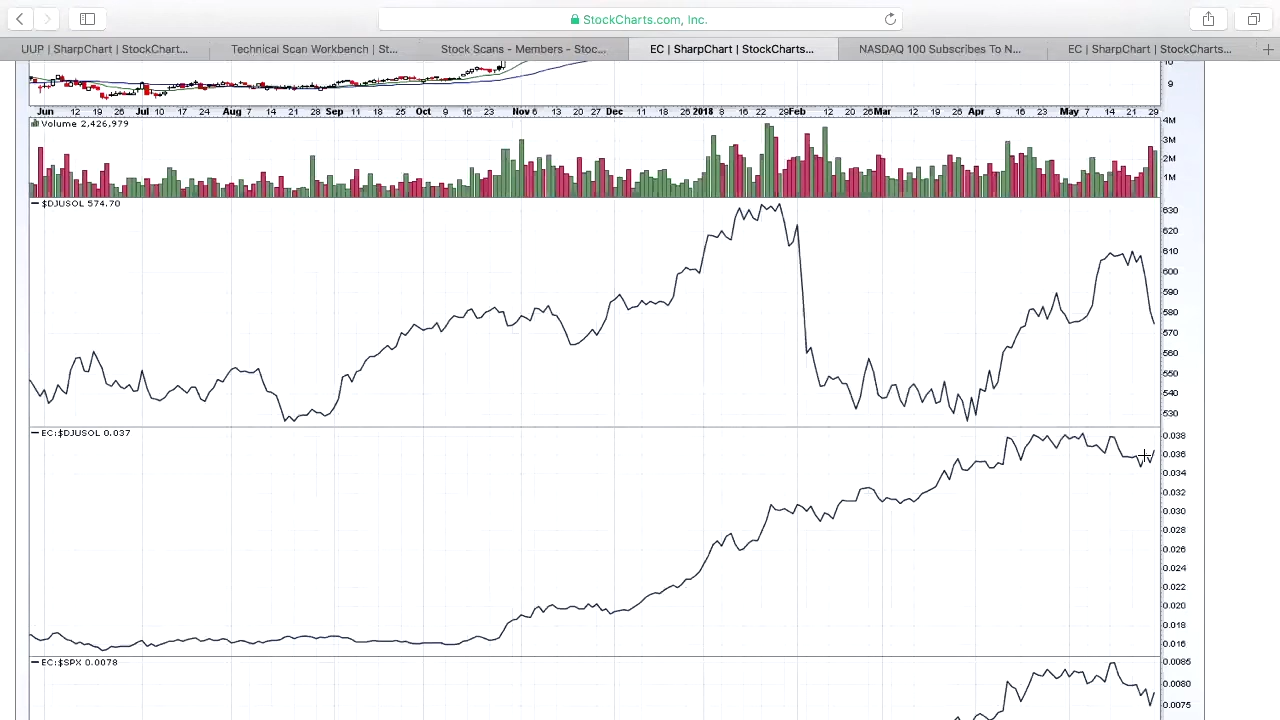 StockCharts.com, Inc.
UUP | SharpChart | StockChart... Technical Scan Workbench | St... Stock Scans - Members - Stoc... EC | SharpChart | StockCharts... NASDAQ 100 Subscribes To N... EC | SharpChart | StockCharts...
10
9
Jun 12 19 26 Jul 10 17 24 Aug 7 14 21 28 Sep 11 18 25 Oct 9 16 23 Nov 6 13 20 27 Dec 11 18 26 2018 8 16 22 Feb 12 20 26 Mar 12 19 26 Apr 9 16 23 May 7 14 21 29
Volume 2,426,979
4M
3M
2M
1M
$DJUSOL 574.70
630
620
610
600
590
580
570
560
550
540
530
EC:$DJUSOL 0.037
0.038
0.036
0.034
0.032
0.030
0.028
0.026
0.024
0.022
0.020
0.018
0.016
EC:$SPX 0.0078
0.0085
0.0080
0.0075